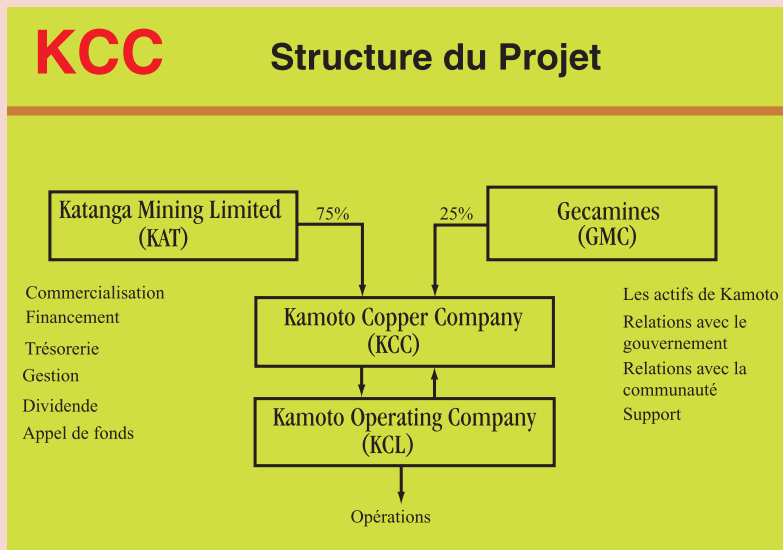 KCC
Structure du Projet
Katanga Mining Limited
(KAT)
75%
25%
Gecamines
(GMC)
Commercialisation
Financement
Trésorerie
Gestion
Dividende
Appel de fonds
Kamoto Copper Company
(KCC)
Les actifs de Kamoto
Relations avec le
gouvernement
Relations avec la
communauté
Support
Kamoto Operating Company
(KCL)
Opérations